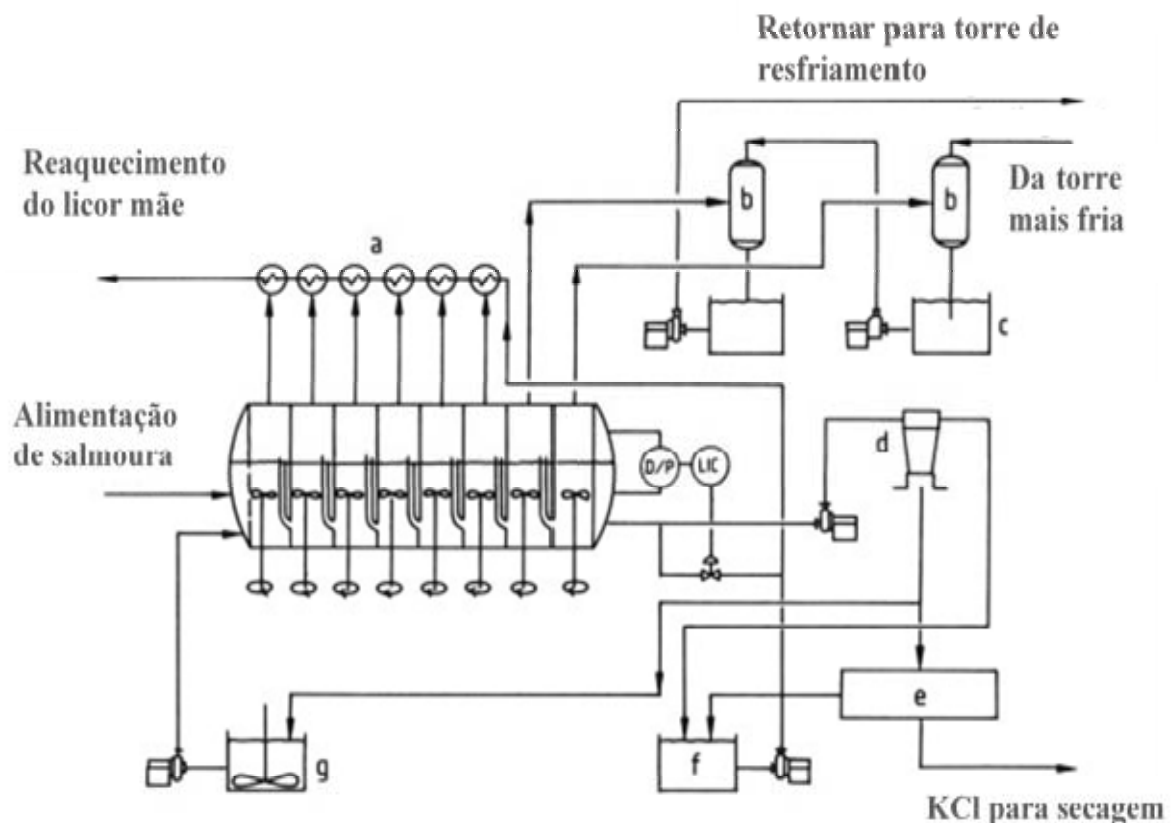 Retornar para torre de
resfriamento
Reaquecimento
do licor mãe
a
b
b
Da torre
mais fria
c
Alimentação
de salmoura
D/P
LIC
d
e
g
f
KCl para secagem